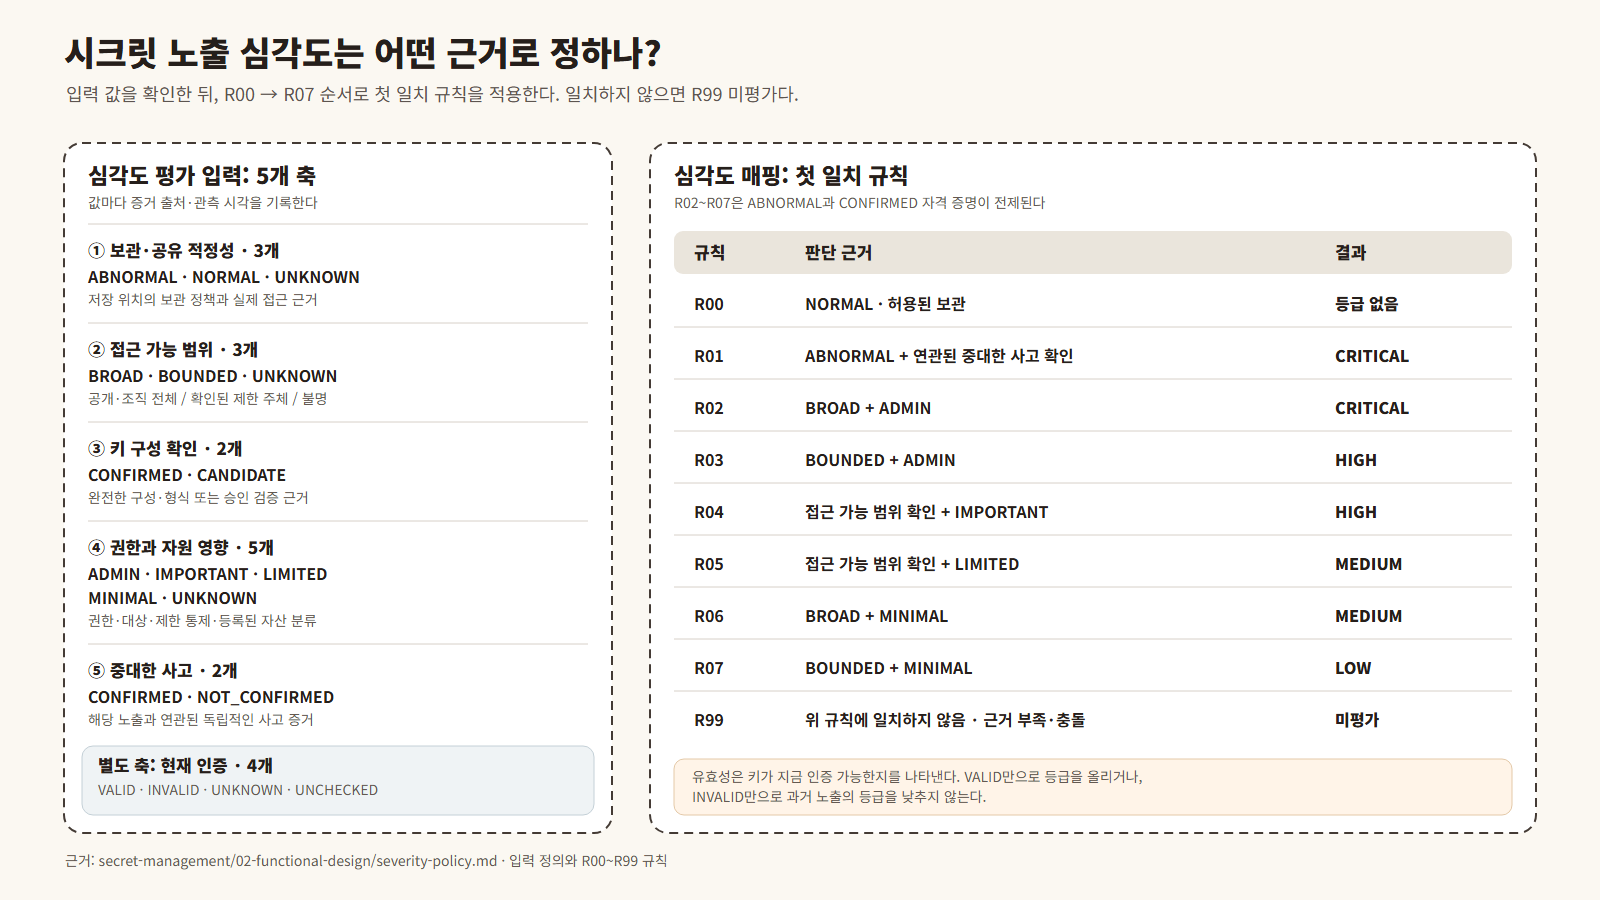 시크릿 노출 심각도는 어떤 근거로 정하나?
입력 값을 확인한 뒤, R00 → R07 순서로 첫 일치 규칙을 적용한다. 일치하지 않으면 R99 미평가다.
심각도 평가 입력: 5개 축
값마다 증거 출처·관측 시각을 기록한다
① 보관·공유 적정성 · 3개
ABNORMAL · NORMAL · UNKNOWN
저장 위치의 보관 정책과 실제 접근 근거
② 접근 가능 범위 · 3개
BROAD · BOUNDED · UNKNOWN
공개·조직 전체 / 확인된 제한 주체 / 불명
③ 키 구성 확인 · 2개
CONFIRMED · CANDIDATE
완전한 구성·형식 또는 승인 검증 근거
④ 권한과 자원 영향 · 5개
ADMIN · IMPORTANT · LIMITED
MINIMAL · UNKNOWN
권한·대상·제한 통제·등록된 자산 분류
⑤ 중대한 사고 · 2개
CONFIRMED · NOT_CONFIRMED
해당 노출과 연관된 독립적인 사고 증거
별도 축: 현재 인증 · 4개
VALID · INVALID · UNKNOWN · UNCHECKED
심각도 매핑: 첫 일치 규칙
R02~R07은 ABNORMAL과 CONFIRMED 자격 증명이 전제된다
규칙 판단 근거 결과
R00 NORMAL · 허용된 보관 등급 없음
R01 ABNORMAL + 연관된 중대한 사고 확인 CRITICAL
R02 BROAD + ADMIN CRITICAL
R03 BOUNDED + ADMIN HIGH
R04 접근 가능 범위 확인 + IMPORTANT HIGH
R05 접근 가능 범위 확인 + LIMITED MEDIUM
R06 BROAD + MINIMAL MEDIUM
R07 BOUNDED + MINIMAL LOW
R99 위 규칙에 일치하지 않음 · 근거 부족·충돌 미평가
유효성은 키가 지금 인증 가능한지를 나타낸다. VALID만으로 등급을 올리거나,
INVALID만으로 과거 노출의 등급을 낮추지 않는다.
근거: secret-management/02-functional-design/severity-policy.md · 입력 정의와 R00~R99 규칙